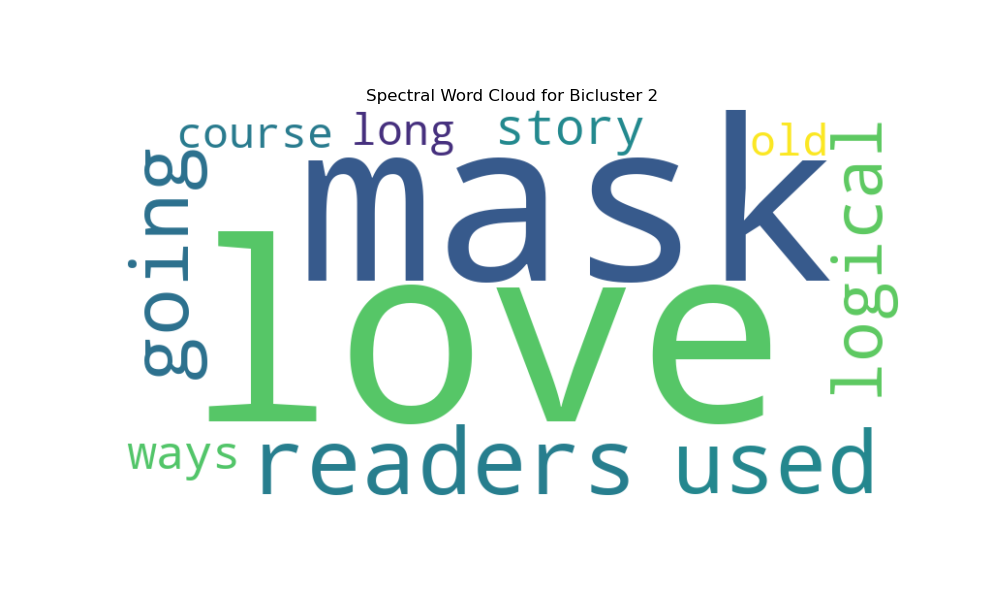 Spectral Word Cloud for Bicluster 2
course
long
story
old
mask
going
logical
love
ways
readers
used